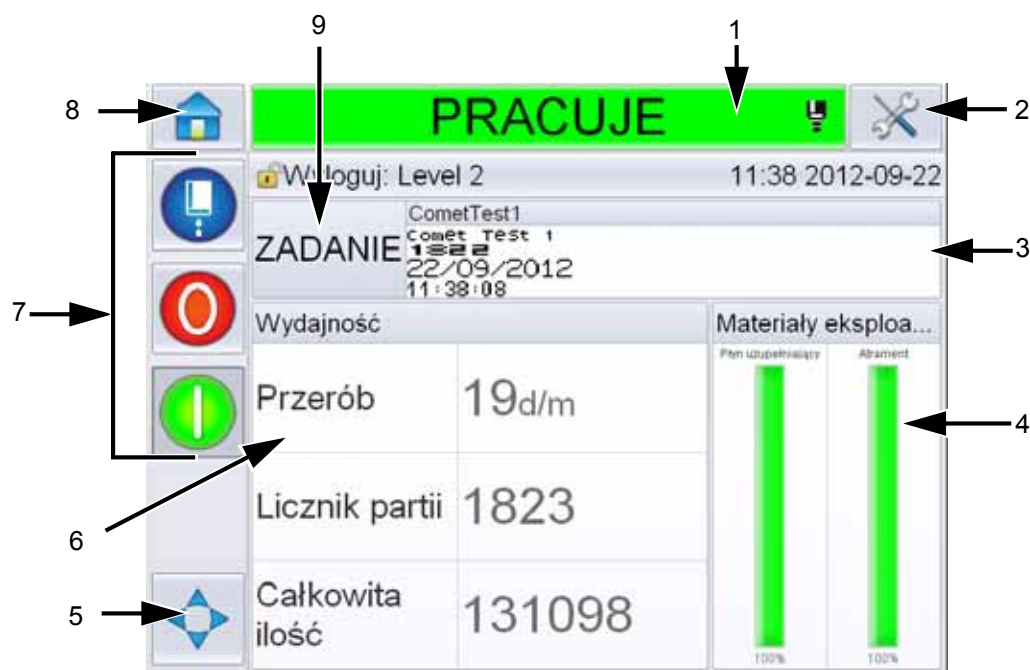 9
1
8
PRACUJE
2
Wyloguj: Level 2
11:38 2012-09-22
ZADANIE
CometTest1
Comet Test 1
1822
22/09/2012
11:38:08
3
7
Wydajność
Materiały eksploa...
Płyn uzupełniający
Atrament
Przerób
19d/m
4
6
Licznik partii
1823
5
Całkowita
ilość
131098
100%
100%